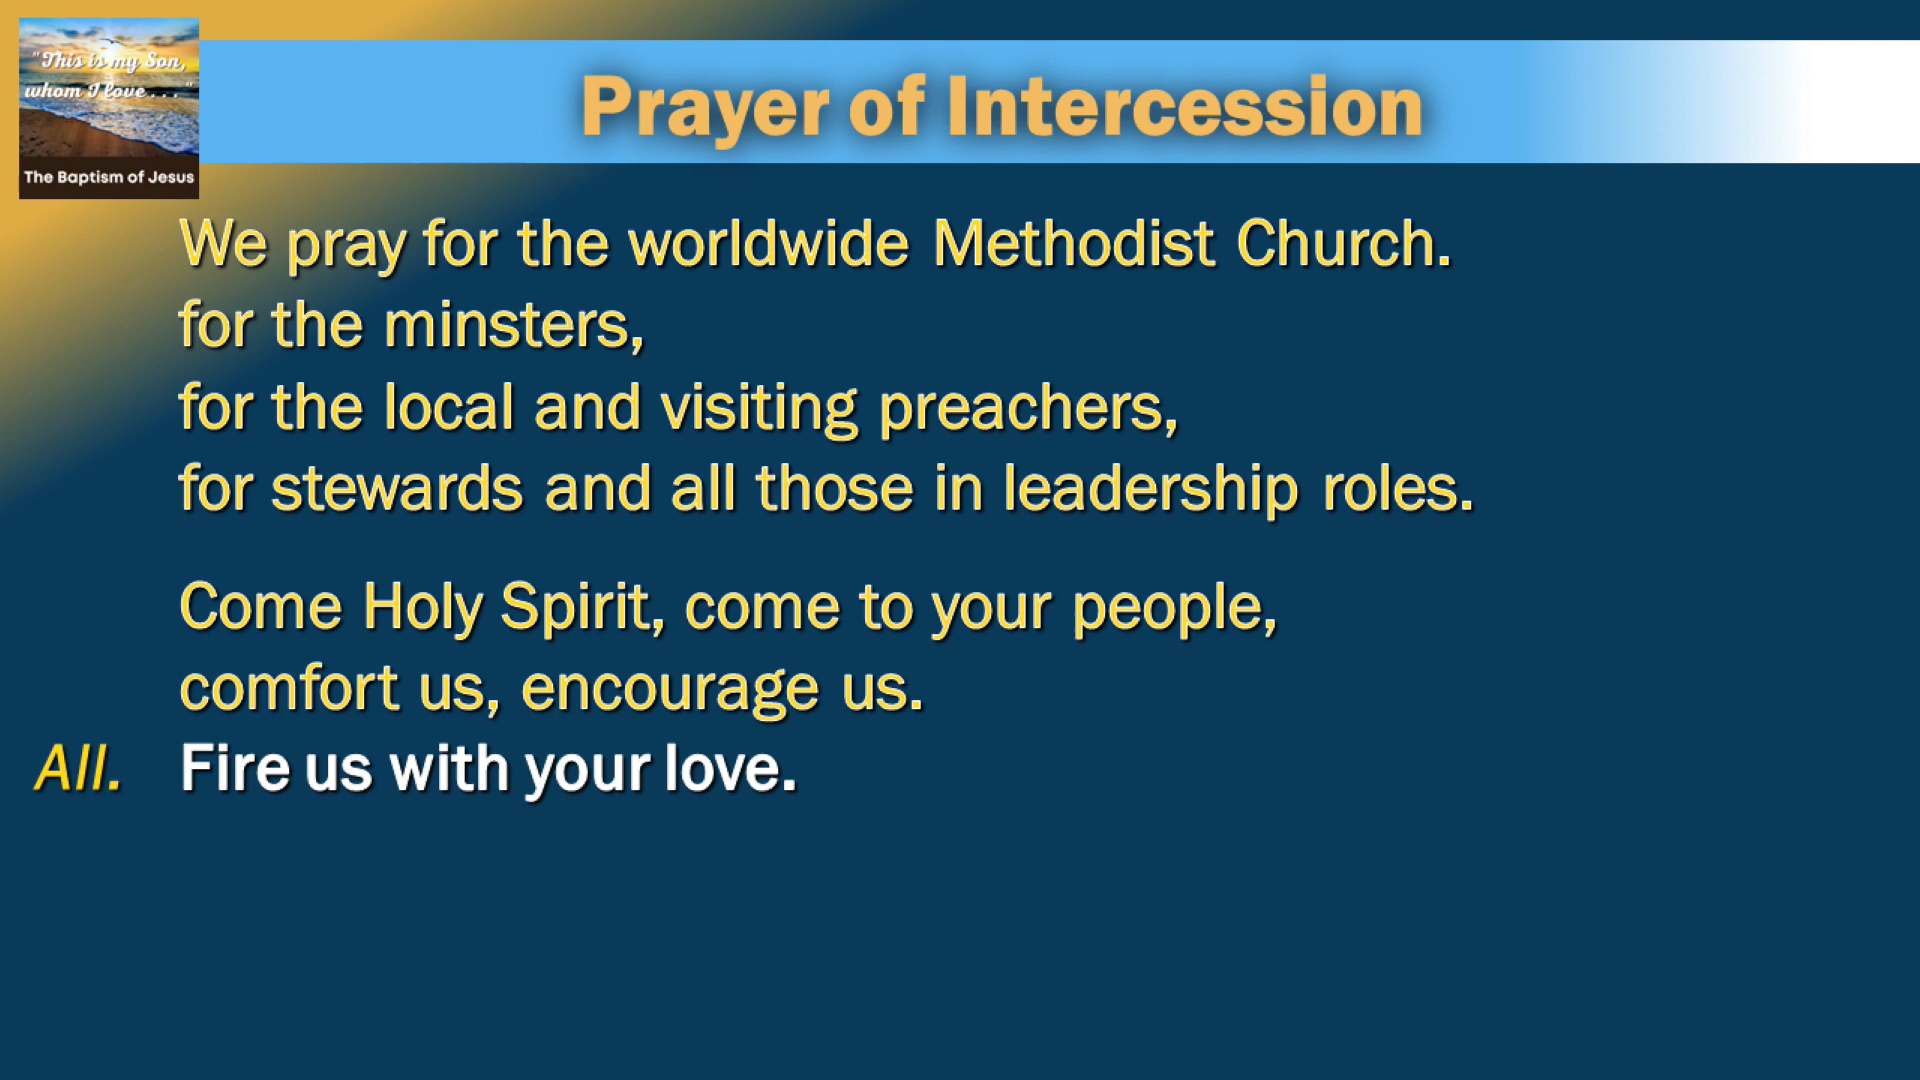 "This is my Son,
whom I love . . ."
The Baptism of Jesus
Prayer of Intercession
We pray for the worldwide Methodist Church.
for the minsters,
for the local and visiting preachers,
for stewards and all those in leadership roles.
Come Holy Spirit, come to your people,
comfort us, encourage us.
All. Fire us with your love.